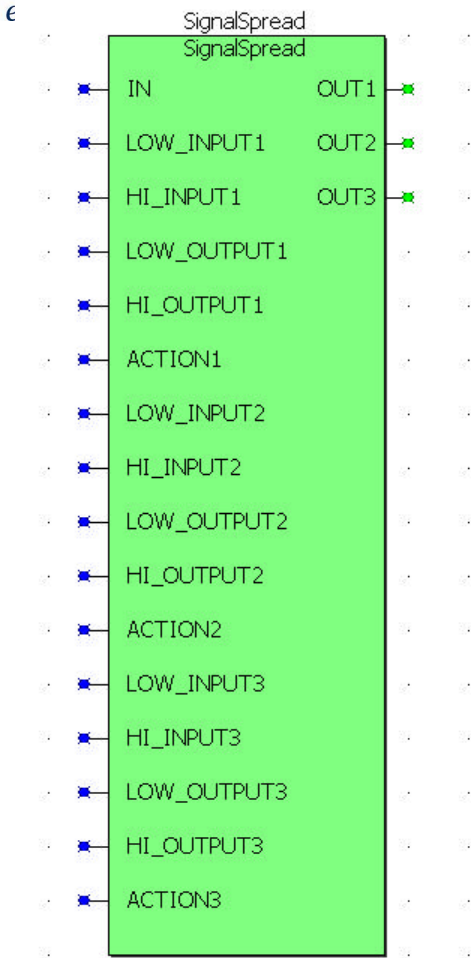 e
SignalSpread
SignalSpread
IN OUT1
LOW_INPUT1 OUT2
HI_INPUT1 OUT3
LOW_OUTPUT1
HI_OUTPUT1
ACTION1
LOW_INPUT2
HI_INPUT2
LOW_OUTPUT2
HI_OUTPUT2
ACTION2
LOW_INPUT3
HI_INPUT3
LOW_OUTPUT3
HI_OUTPUT3
ACTION3